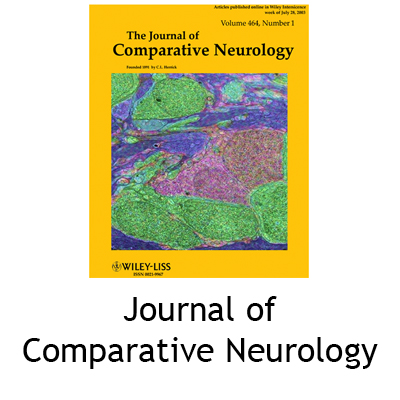 Articles published online in Wiley Interscience
week of July 28, 2003
Volume 464, Number 1
The Journal of
Comparative Neurology
Founded 1891 by C.L. Herrick
WILEY-LISS
ISSN 0021-9967
Journal of
Comparative Neurology